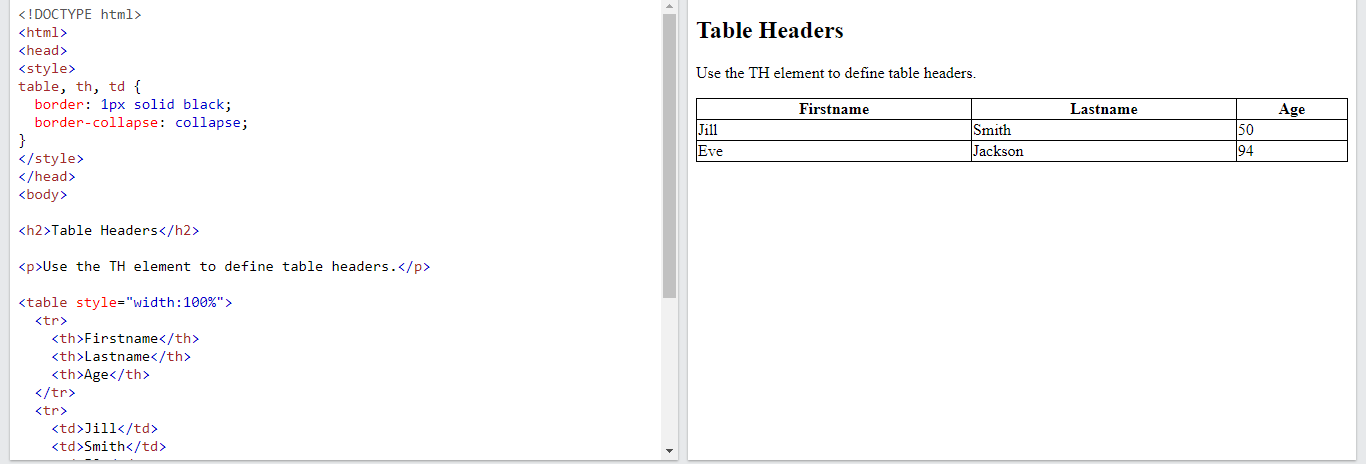 <!DOCTYPE html>
<html>
<head>
<style>
table, th, td {
  border: 1px solid black;
  border-collapse: collapse;
}
</style>
</head>
<body>

<h2>Table Headers</h2>

<p>Use the TH element to define table headers.</p>

<table style="width:100%">
  <tr>
    <th>Firstname</th>
    <th>Lastname</th>
    <th>Age</th>
  </tr>
  <tr>
    <td>Jill</td>
    <td>Smith</td>
Table Headers
Use the TH element to define table headers.
Firstname Lastname Age
Jill Smith 50
Eve Jackson 94